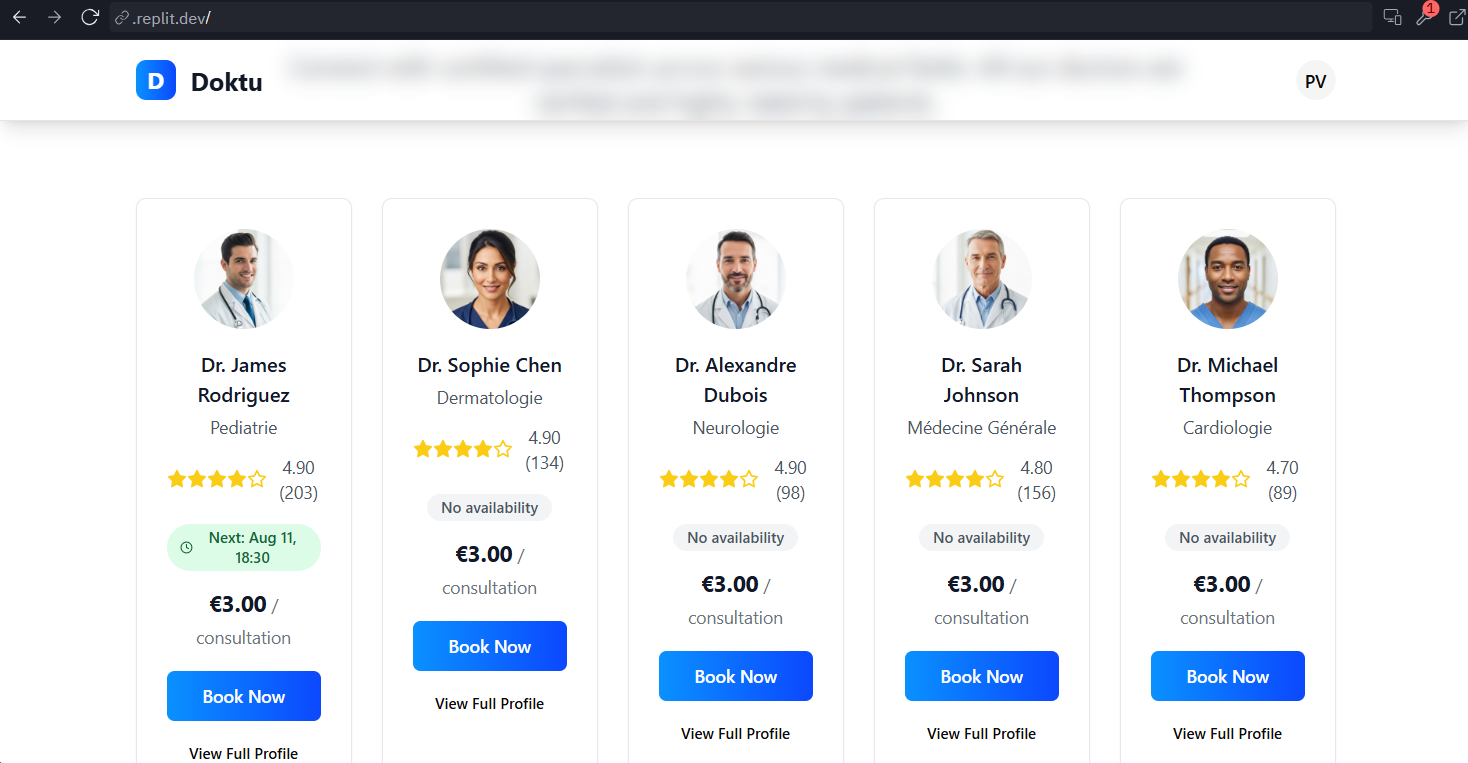 .replit.dev/
1
D
Doktu
PV
Dr. James
Rodriguez
Pediatrie
4.90
(203)
Next: Aug 11,
18:30
€3.00 /
consultation
Book Now
View Full Profile
Dr. Sophie Chen
Dermatologie
4.90
(134)
No availability
€3.00 /
consultation
Book Now
View Full Profile
Dr. Alexandre
Dubois
Neurologie
4.90
(98)
No availability
€3.00 /
consultation
Book Now
View Full Profile
Dr. Sarah
Johnson
Médecine Générale
4.80
(156)
No availability
€3.00 /
consultation
Book Now
View Full Profile
Dr. Michael
Thompson
Cardiologie
4.70
(89)
No availability
€3.00 /
consultation
Book Now
View Full Profile